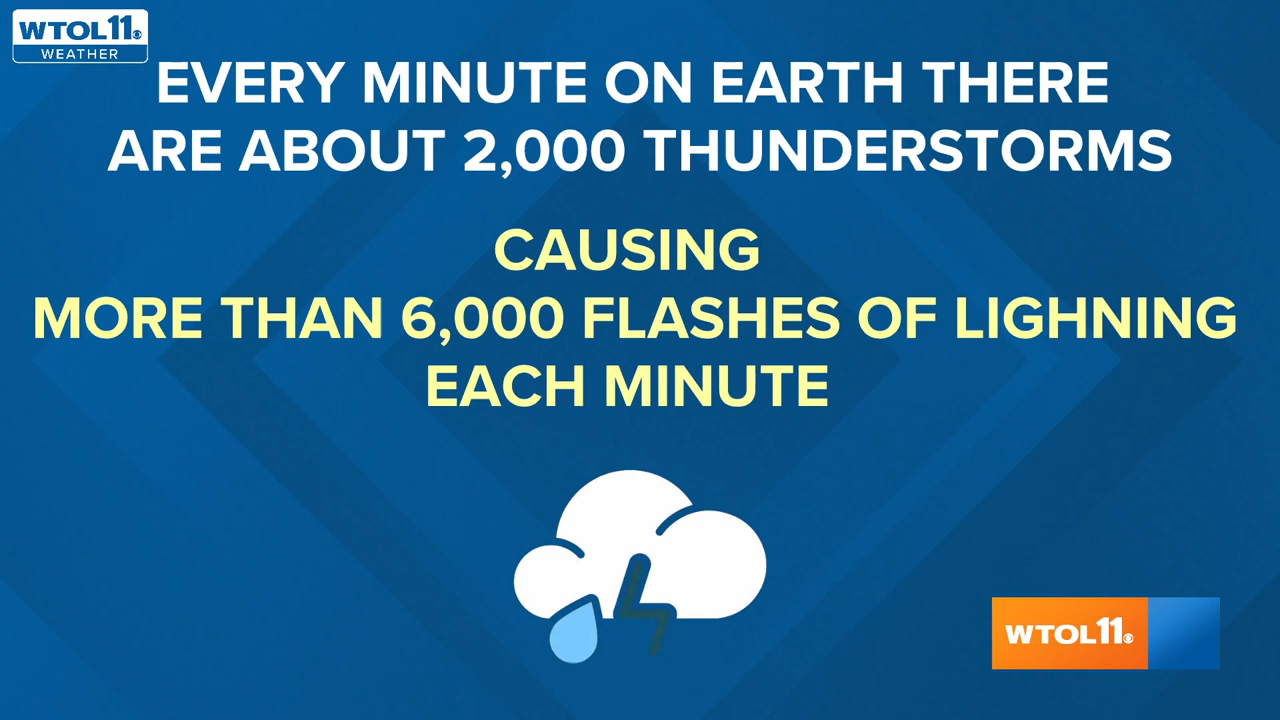 WTOL11
WEATHER
EVERY MINUTE ON EARTH THERE
ARE ABOUT 2,000 THUNDERSTORMS
CAUSING
MORE THAN 6,000 FLASHES OF LIGHNING
EACH MINUTE
WTOL11